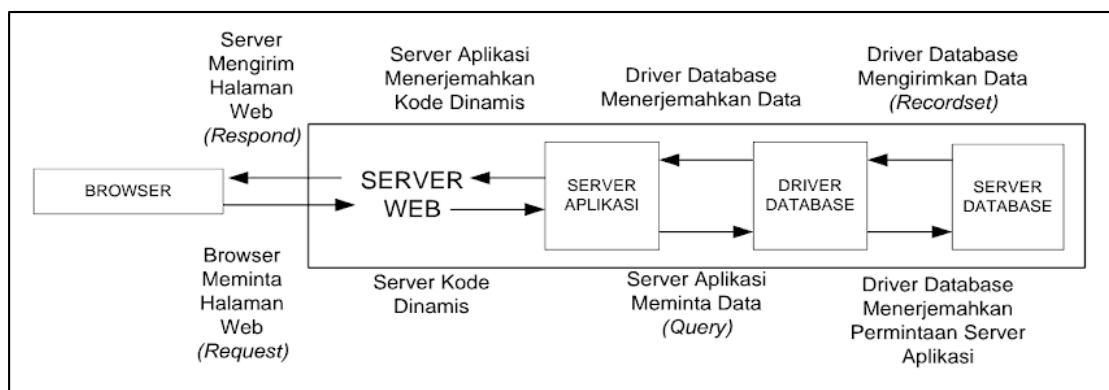 Server
Mengirim
Halaman
Web
(Respond)
Server Aplikasi
Menerjemahkan
Kode Dinamis
Driver Database
Menerjemahkan Data
Driver Database
Mengirimkan Data
(Recordset)
BROWSER
SERVER
WEB
SERVER
APLIKASI
DRIVER
DATABASE
SERVER
DATABASE
Browser
Meminta
Halaman
Web
(Request)
Server Kode
Dinamis
Server Aplikasi
Meminta Data
(Query)
Driver Database
Menerjemahkan
Permintaan Server
Aplikasi